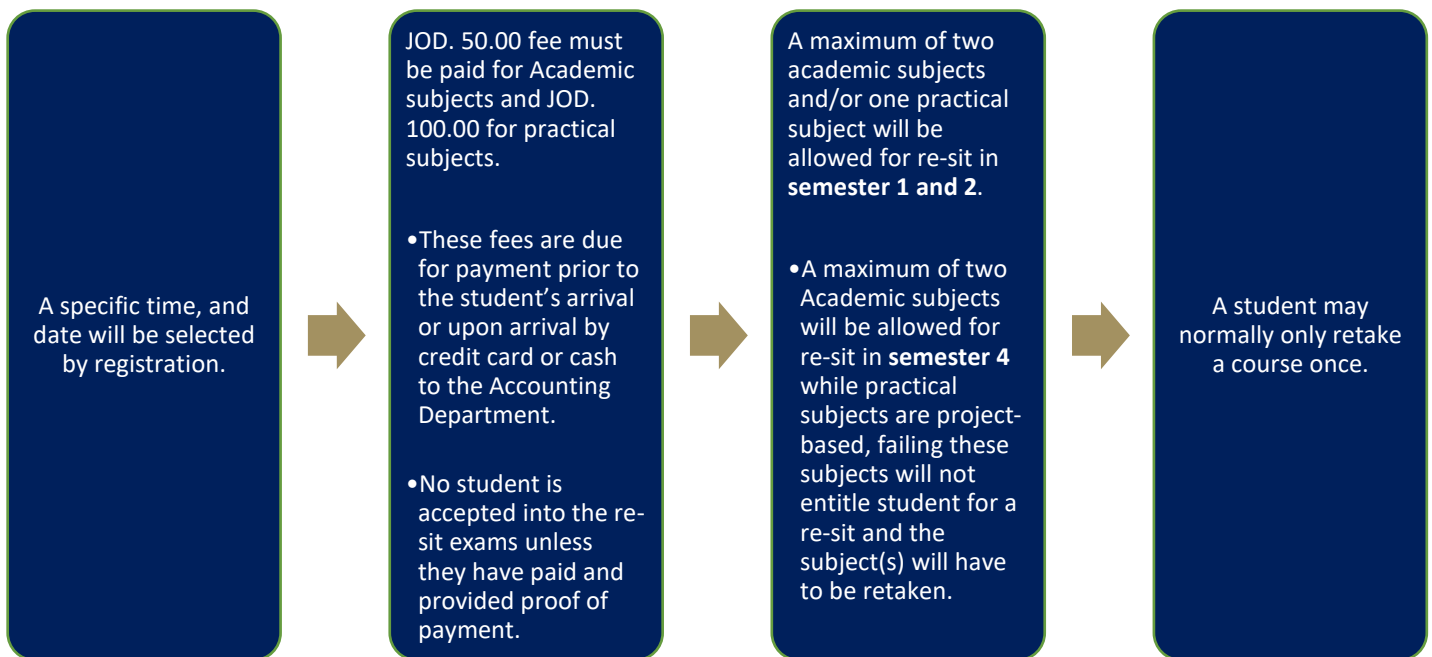 A specific time, and
date will be selected
by registration.
JOD. 50.00 fee must
be paid for Academic
subjects and JOD.
100.00 for practical
subjects.
•These fees are due
for payment prior to
the student’s arrival
or upon arrival by
credit card or cash
to the Accounting
Department.
•No student is
accepted into the re-
sit exams unless
they have paid and
provided proof of
payment.
A maximum of two
academic subjects
and/or one practical
subject will be
allowed for re-sit in
semester 1 and 2.
•A maximum of two
Academic subjects
will be allowed for
re-sit in semester 4
while practical
subjects are project-
based, failing these
subjects will not
entitle student for a
re-sit and the
subject(s) will have
to be retaken.
A student may
normally only retake
a course once.